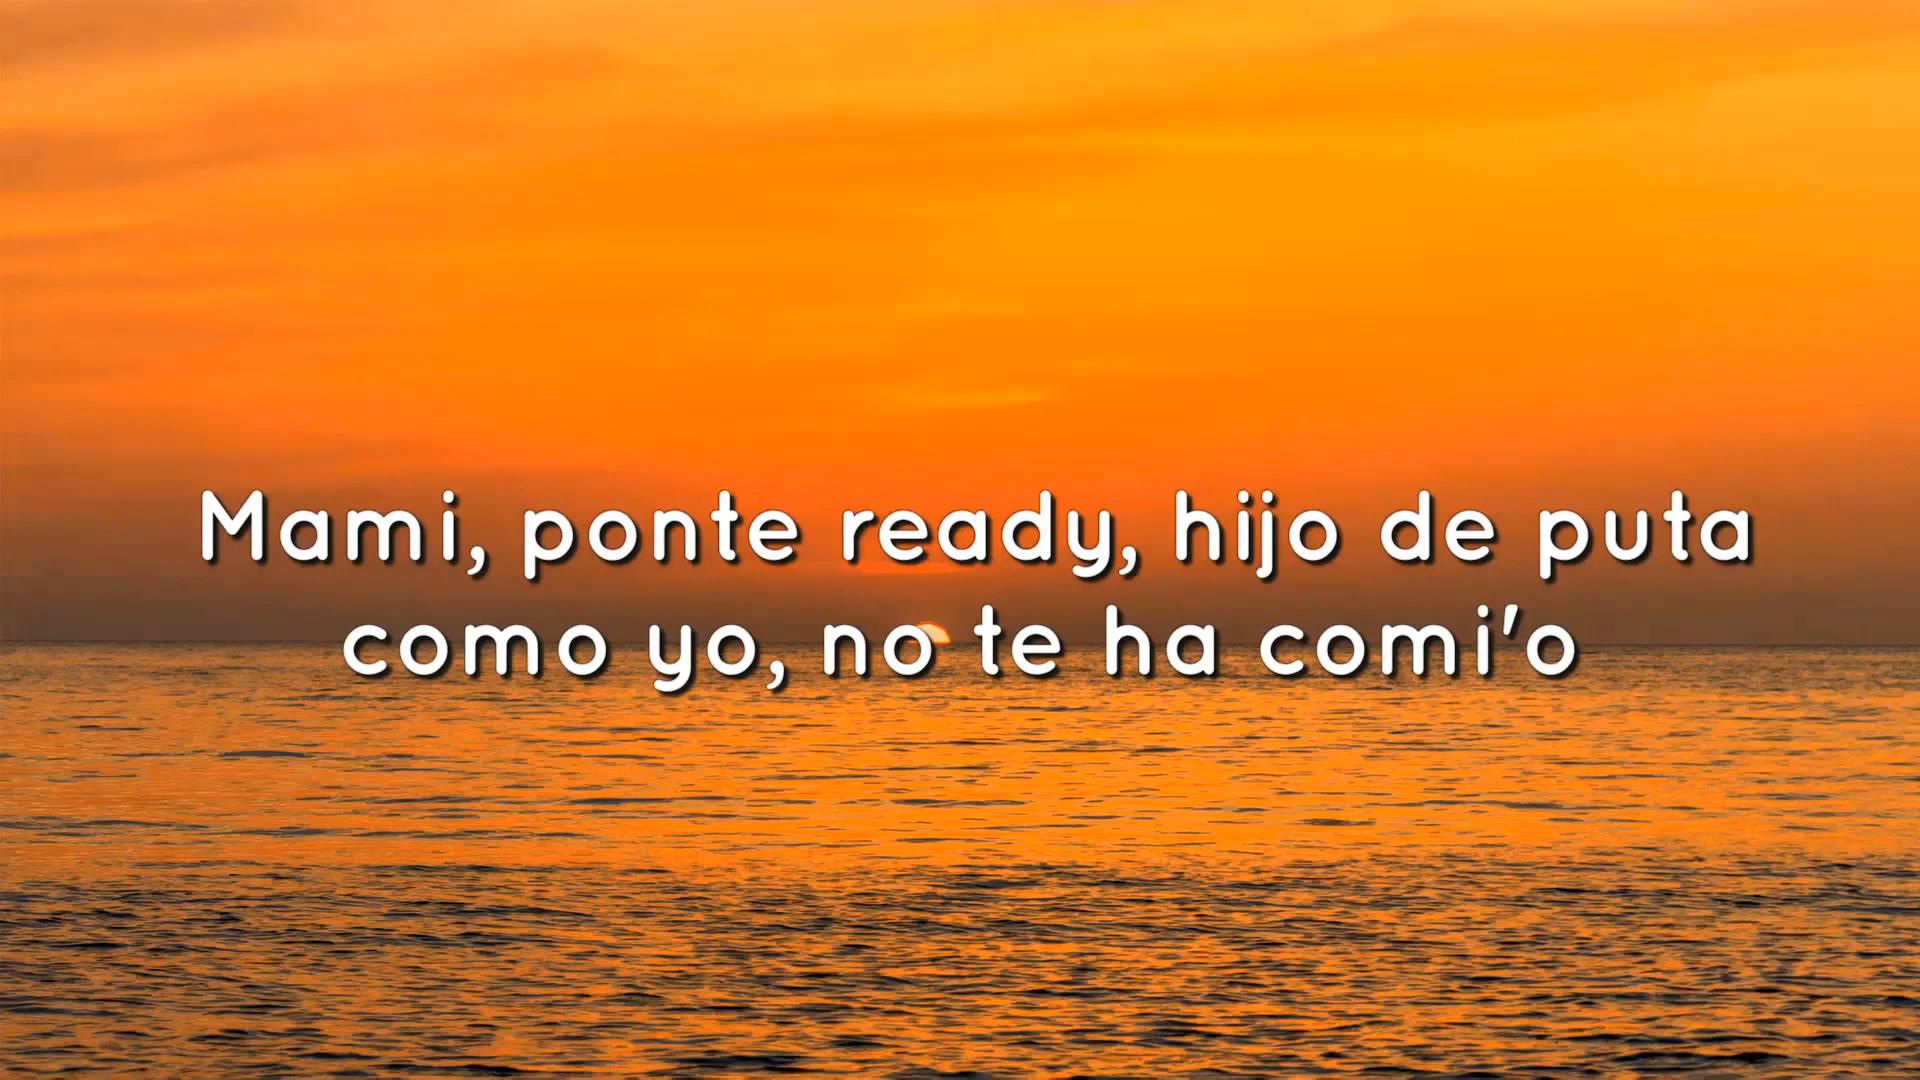 Mami, ponte ready, hijo de puta
como yo, no te ha comi'o